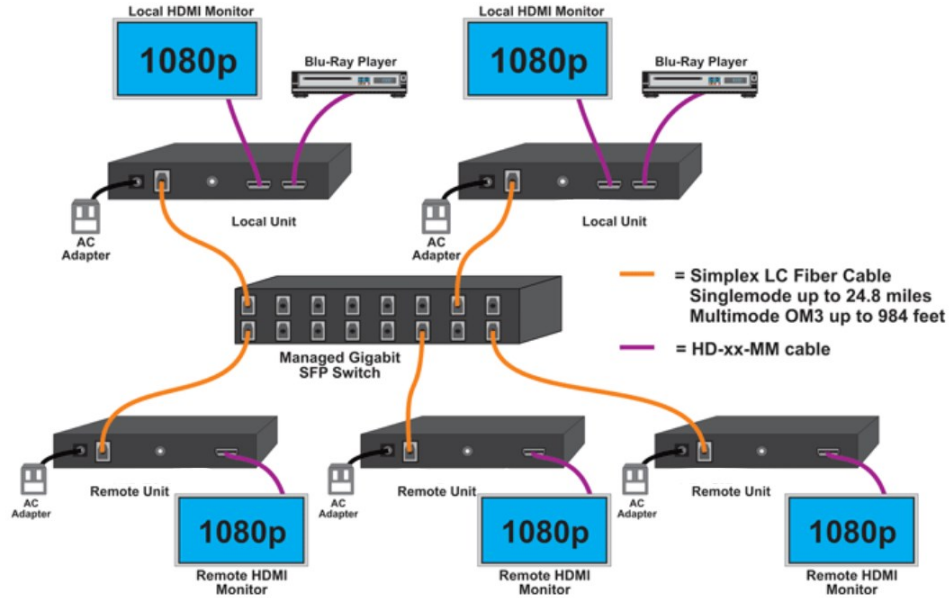 Local HDMI Monitor
1080p
Blu-Ray Player
Local HDMI Monitor
1080p
Blu-Ray Player
AC
Adapter
Local Unit
AC
Adapter
Local Unit
= Simplex LC Fiber Cable
Singlemode up to 24.8 miles
Multimode OM3 up to 984 feet
= HD-xx-MM cable
Managed Gigabit
SFP Switch
AC
Adapter
Remote Unit
1080p
Remote HDMI
Monitor
AC
Adapter
Remote Unit
1080p
Remote HDMI
Monitor
AC
Adapter
Remote Unit
1080p
Remote HDMI
Monitor